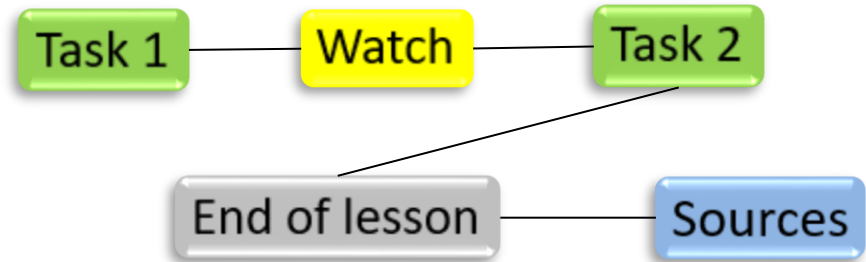 Task 1
Watch
Task 2
End of lesson
Sources